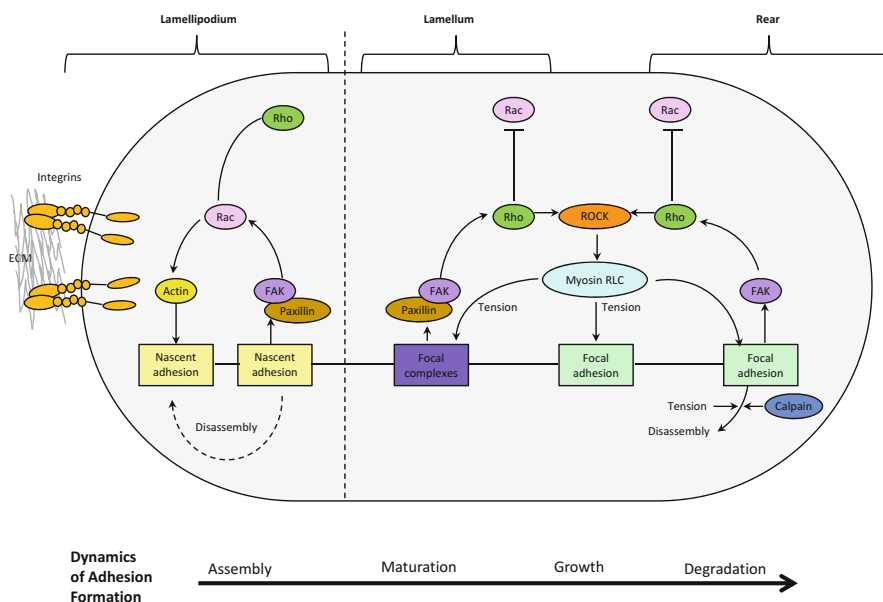 Lamellipodium
Lamellum
Rear
Rho
Rac
Rac
Integrins
ECM
Rac
Rho
ROCK
Rho
Actin
FAK
Paxillin
FAK
Paxillin
Myosin RLC
FAK
Tension
Tension
Nascent
adhesion
Nascent
adhesion
Focal
complexes
Focal
adhesion
Focal
adhesion
Disassembly
Tension
Calpain
Disassembly
Dynamics
of Adhesion
Formation
Assembly
Maturation
Growth
Degradation